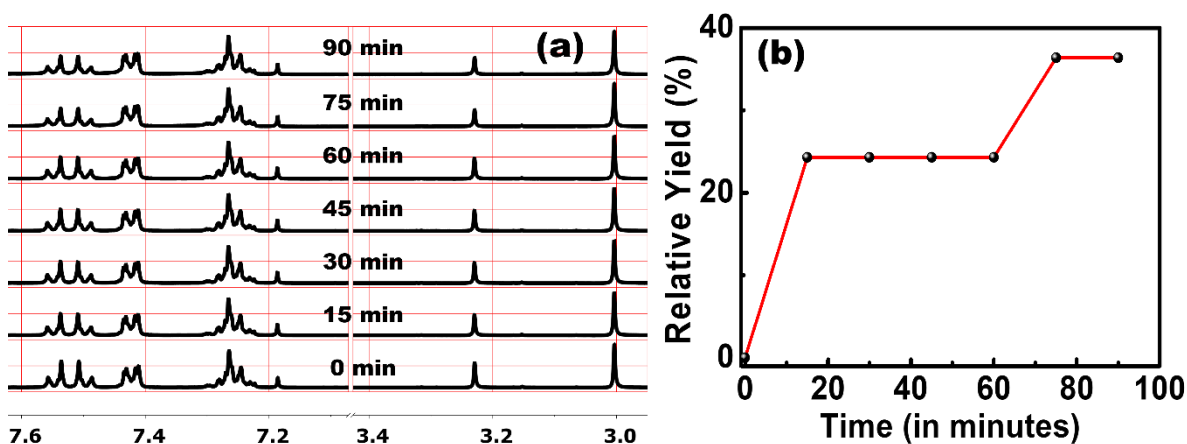 (a)
90 min
75 min
60 min
45 min
30 min
15 min
0 min
7.6 7.4 7.2 3.4 3.2 3.0
(b)
Relative Yield (%)
40
20
0
0 20 40 60 80 100
Time (in minutes)